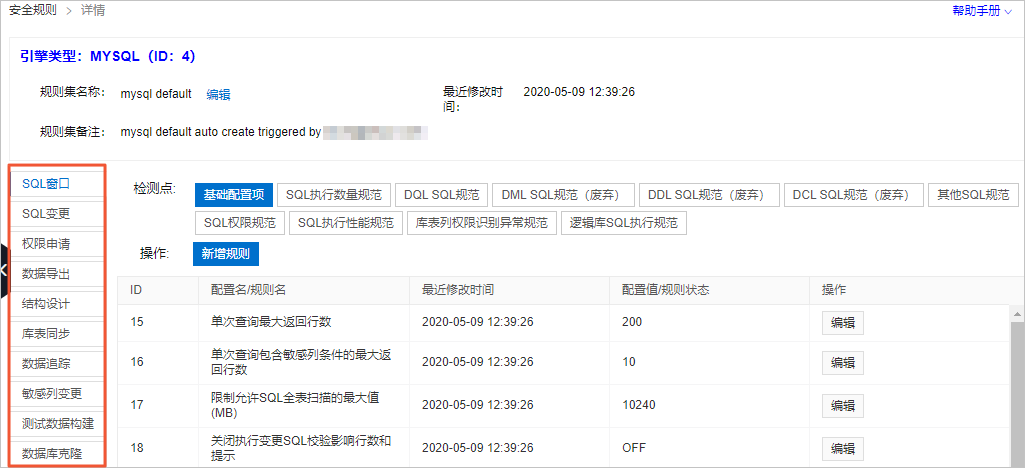 安全规则 > 详情
帮助手册
引擎类型：MYSQL（ID：4）
规则集名称： mysql default 编辑
最近修改时间： 2020-05-09 12:39:26
规则集备注： mysql default auto create triggered by
SQL窗口
SQL变更
权限申请
数据导出
结构设计
库表同步
数据追踪
敏感列变更
测试数据构建
数据库克隆
检测点: 基础配置项 SQL执行数量规范 DQL SQL规范 DML SQL规范（废弃） DDL SQL规范（废弃） DCL SQL规范（废弃） 其他SQL规范
SQL权限规范 SQL执行性能规范 库表列权限识别异常规范 逻辑库SQL执行规范
操作: 新增规则
ID 配置名/规则名 最近修改时间 配置值/规则状态 操作
15 单次查询最大返回行数 2020-05-09 12:39:26 200 编辑
16 单次查询包含敏感列条件的最大返回行数 2020-05-09 12:39:26 10 编辑
17 限制允许SQL全表扫描的最大值(MB) 2020-05-09 12:39:26 10240 编辑
18 关闭执行变更SQL校验影响行数和提示 2020-05-09 12:39:26 OFF 编辑